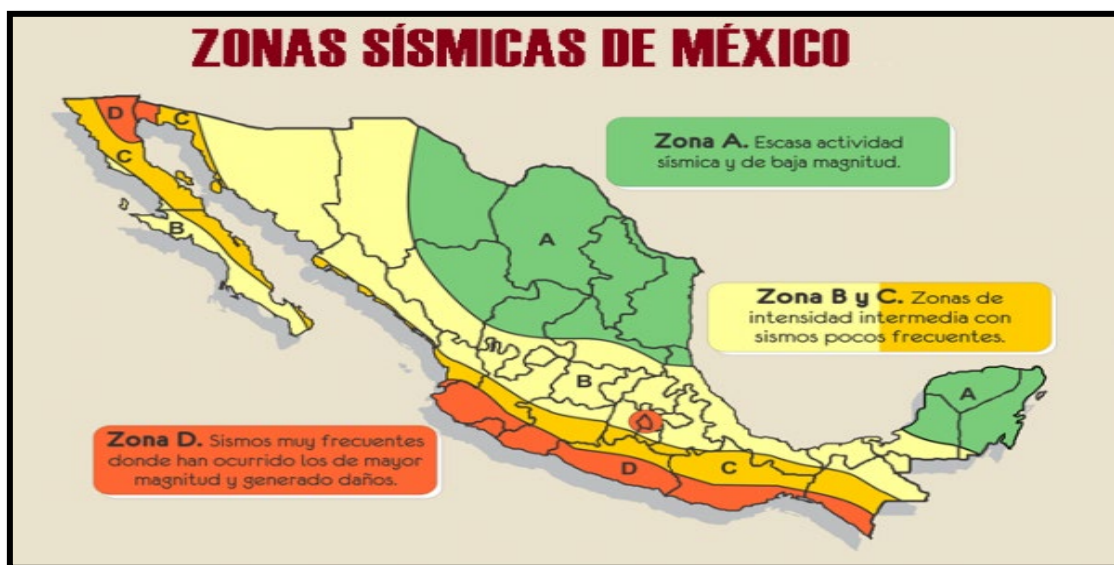 ZONAS SÍSMICAS DE MÉXICO
D
C
C
Zona A. Escasa actividad
sísmica y de baja magnitud.
B
A
Zona B y C. Zonas de
intensidad intermedia con
sismos pocos frecuentes.
B
A
Zona D. Sismos muy frecuentes
donde han ocurrido los de mayor
magnitud y generado daños.
D
C